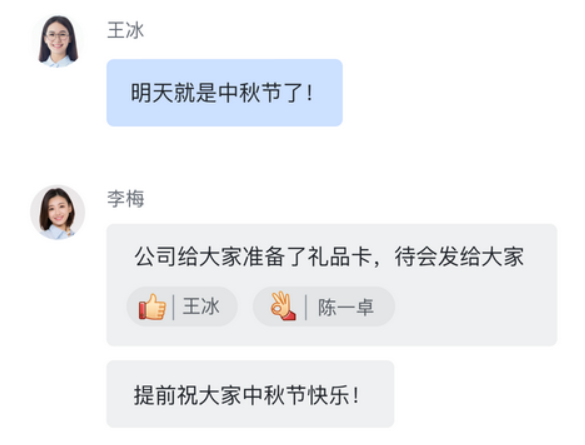 王冰
明天就是中秋节了！
李梅
公司给大家准备了礼品卡，待会发给大家
王冰 陈一卓
提前祝大家中秋节快乐！